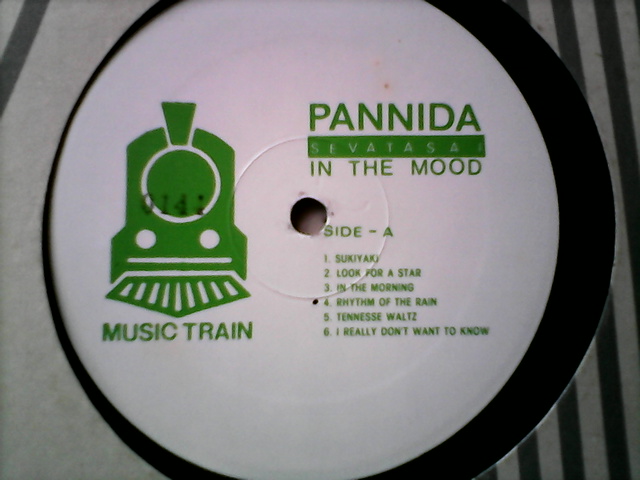 PANNIDA
SEVATASAI
IN THE MOOD
SIDE - A
1. SUKIYAKI
2. LOOK FOR A STAR
3. IN THE MORNING
4. RHYTHM OF THE RAIN
5. TENNESSE WALTZ
6. I REALLY DON'T WANT TO KNOW
MUSIC TRAIN